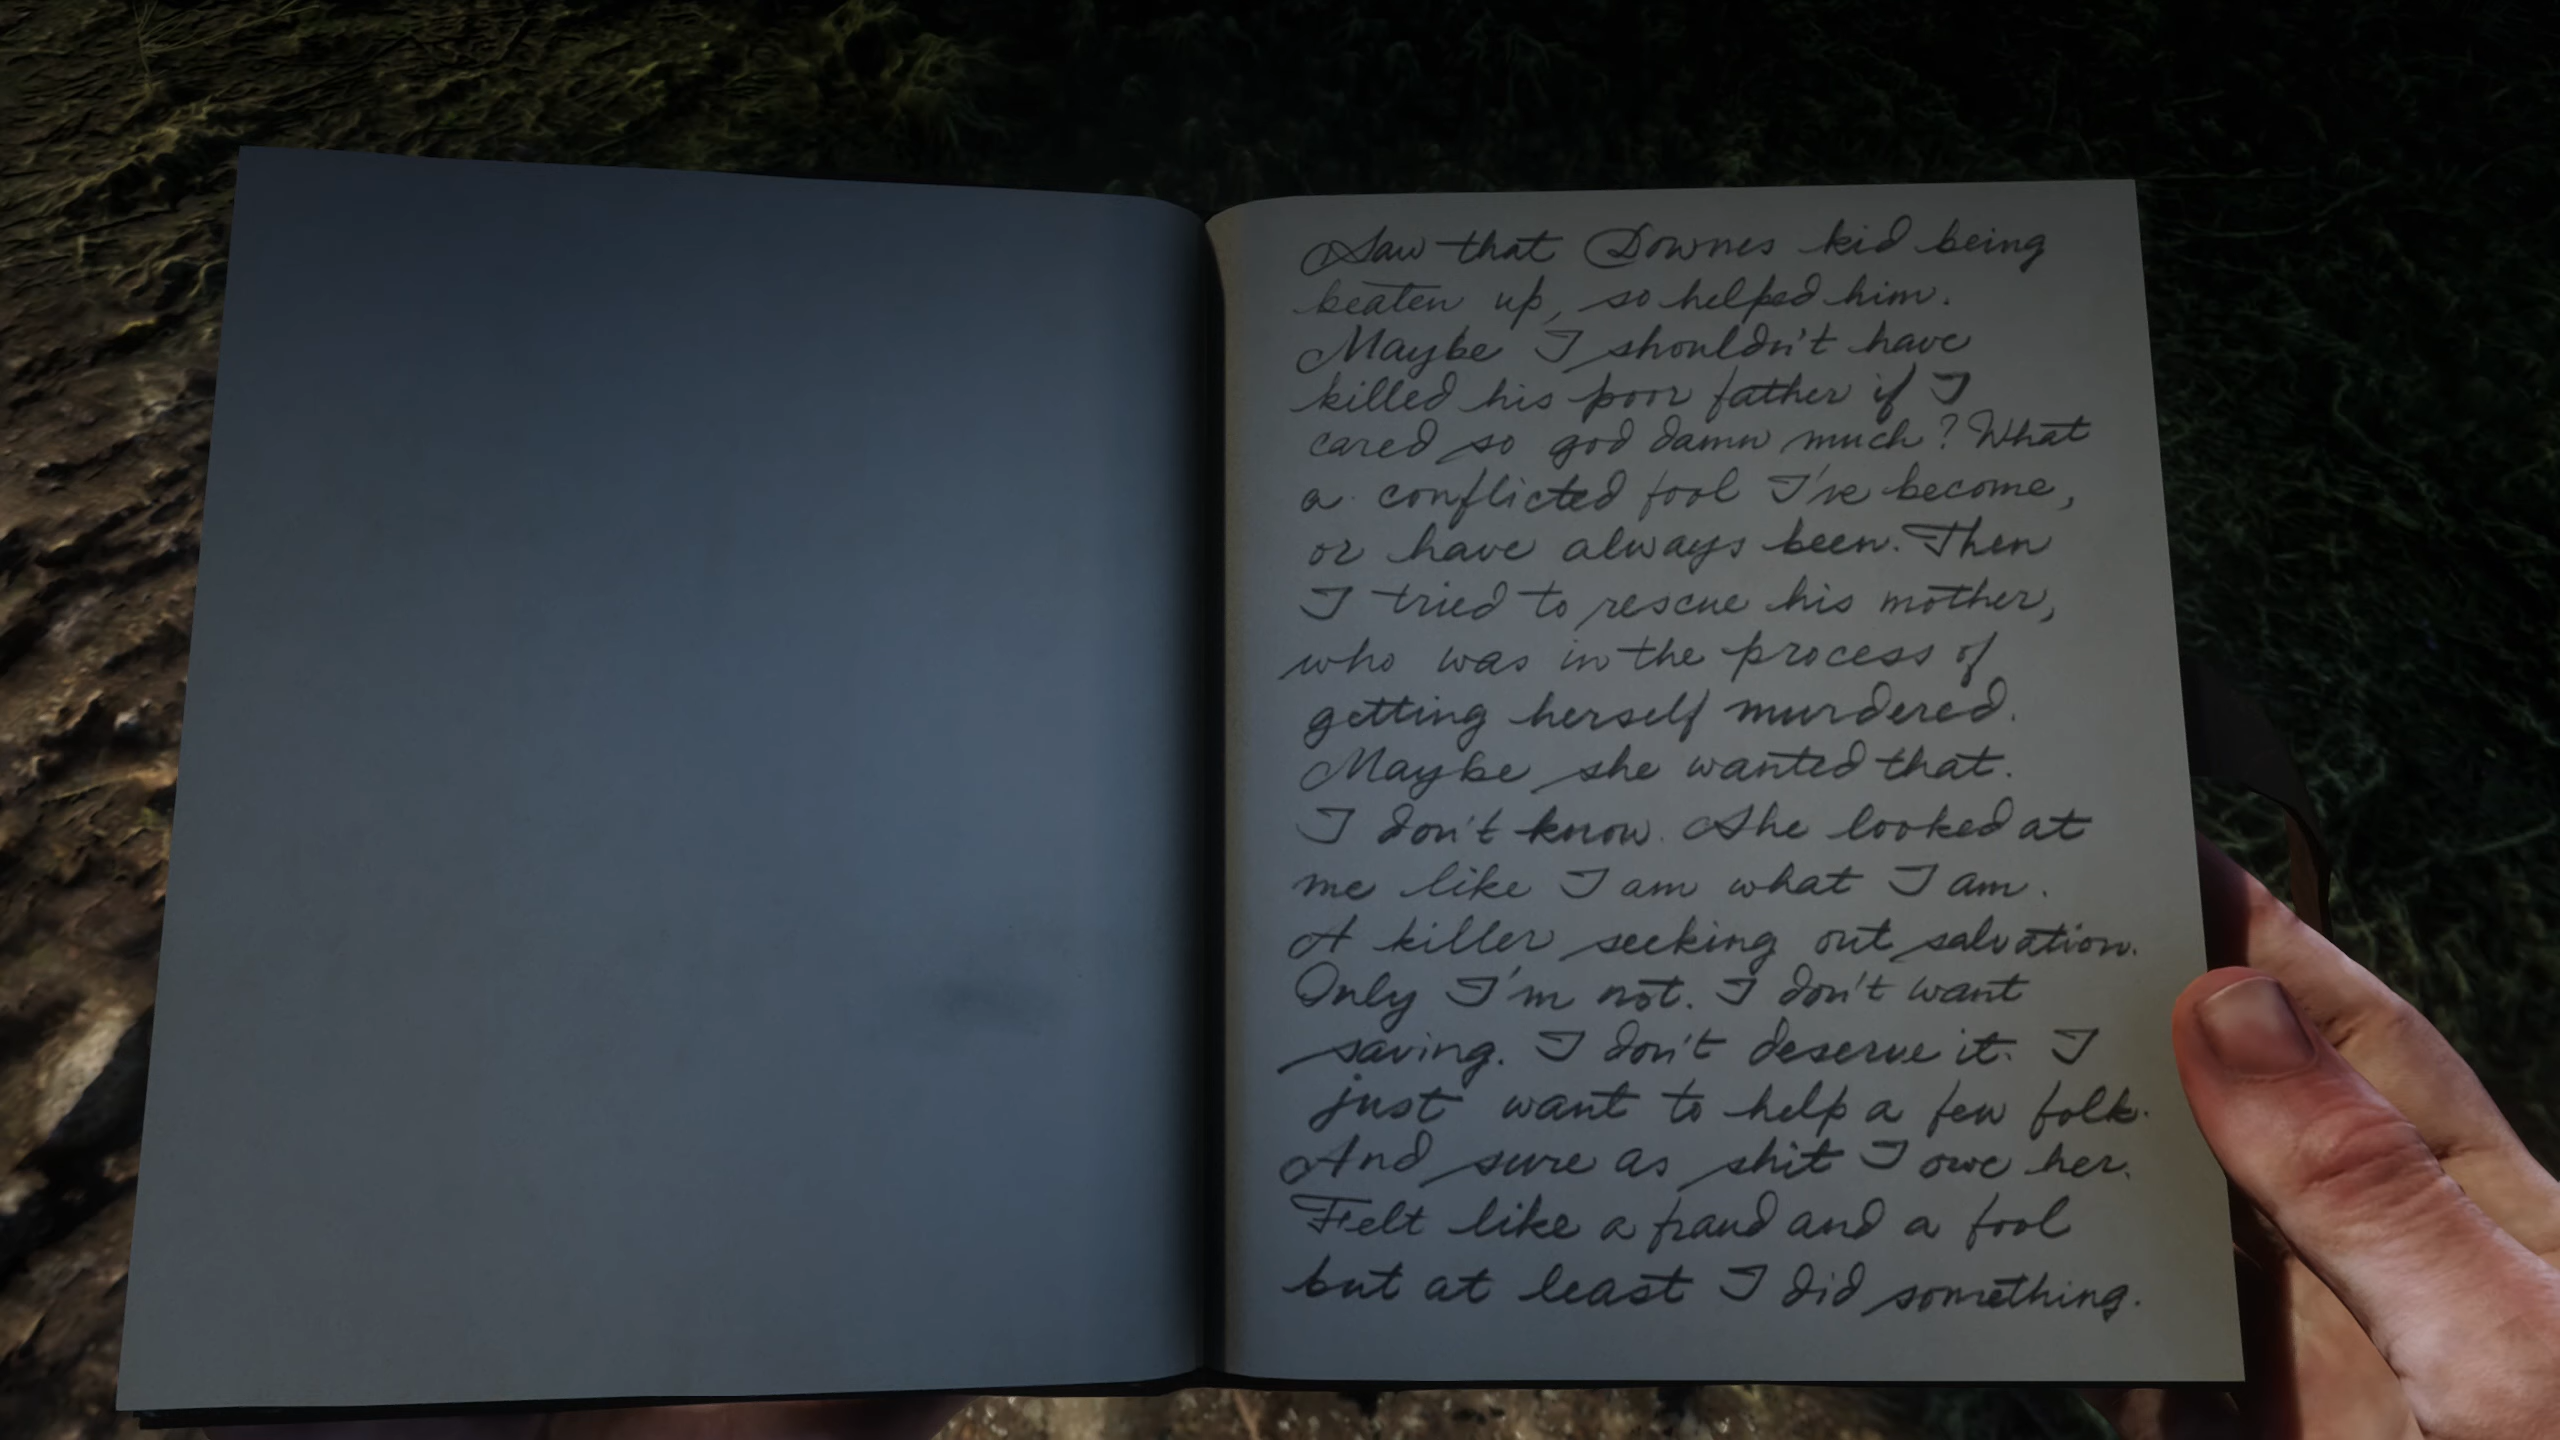 Saw that Downes kid being
beaten up, so helped him.
Maybe I shouldn't have
killed his poor father if I
cared so god damn much? What
a conflicted fool I've become,
or have always been. Then
I tried to rescue his mother,
who was in the process of
getting herself murdered.
Maybe she wanted that.
I don't know. She looked at
me like I am what I am.
A killer seeking out salvation.
Only I'm not. I don't want
saving. I don't deserve it. I
just want to help a few folk.
And sure as shit I owe her.
Felt like a fraud and a fool
but at least I did something.